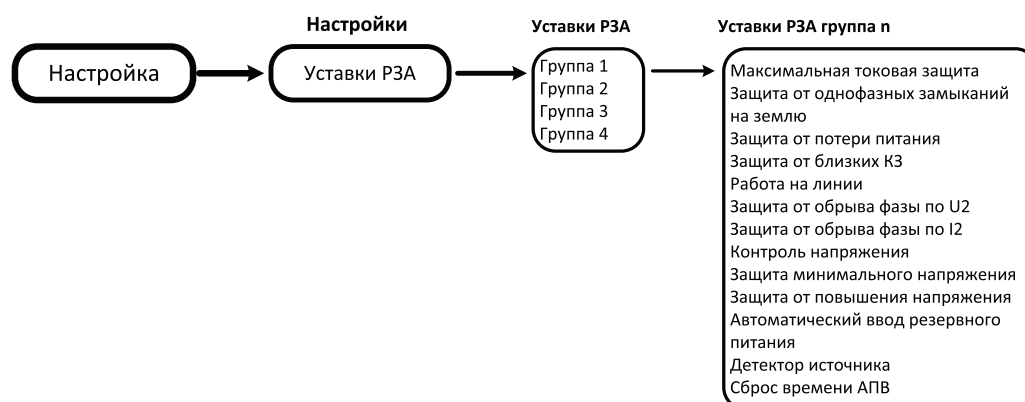 Настройка
Настройки
Уставки РЗА
Уставки РЗА
Группа 1
Группа 2
Группа 3
Группа 4
Уставки РЗА группа n
Максимальная токовая защита
Защита от однофазных замыканий
на землю
Защита от потери питания
Защита от близких КЗ
Работа на линии
Защита от обрыва фазы по U2
Защита от обрыва фазы по I2
Контроль напряжения
Защита минимального напряжения
Защита от повышения напряжения
Автоматический ввод резервного
питания
Детектор источника
Сброс времени АПВ